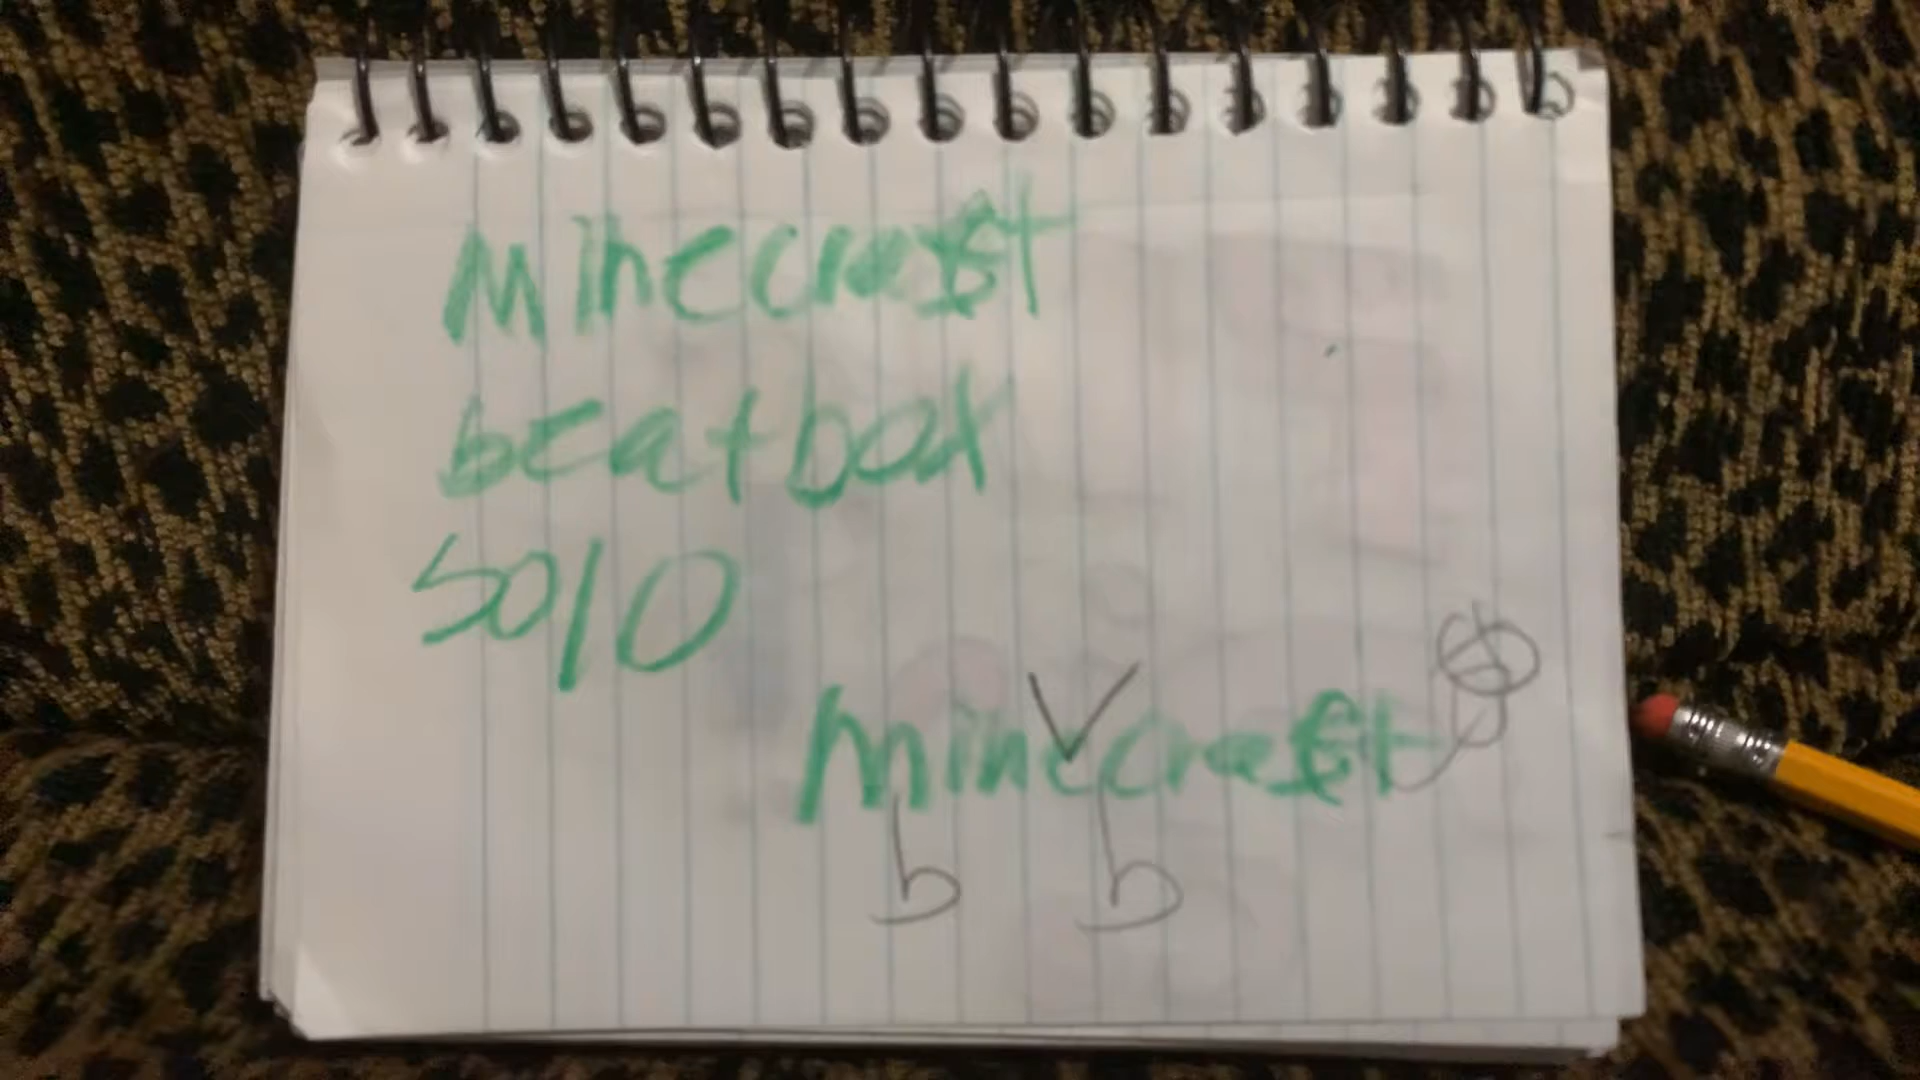 Minecraft
beatbox
Solo
minecraft
b b